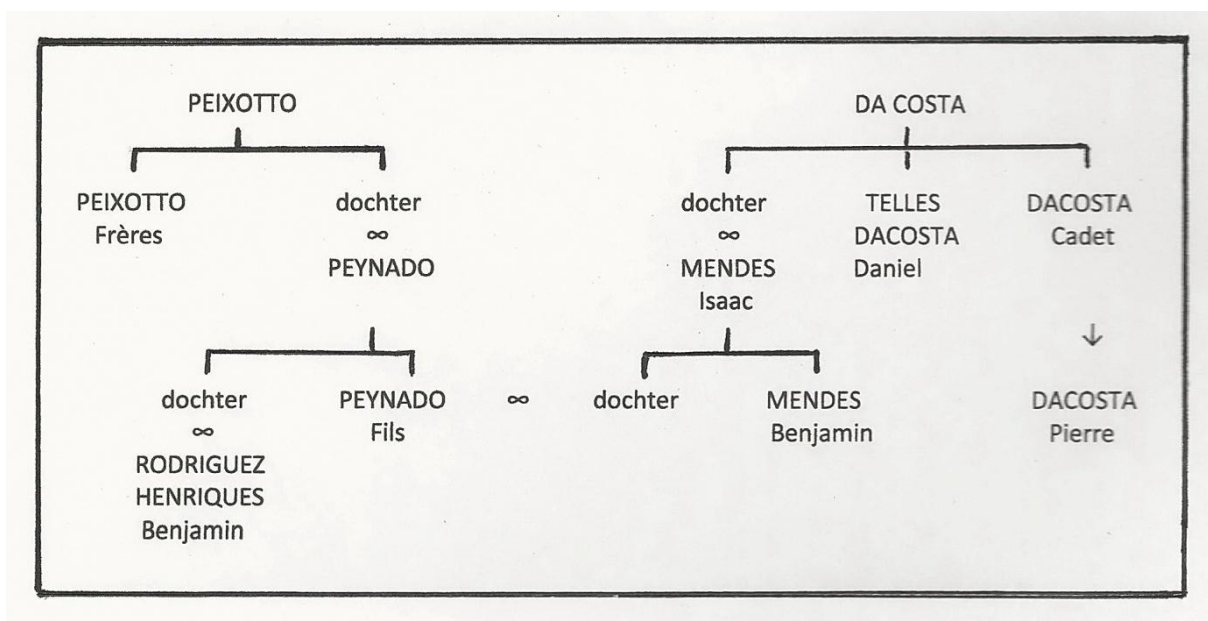 PEIXOTTO DA COSTA
PEIXOTTO dochter dochter TELLES DACOSTA
Frères ∞ ∞ DACOSTA Cadet
PEYNADO MENDES Daniel
Isaac
↓
dochter PEYNADO ∞ dochter MENDES DACOSTA
∞ Fils Benjamin Pierre
RODRIGUEZ
HENRIQUES
Benjamin